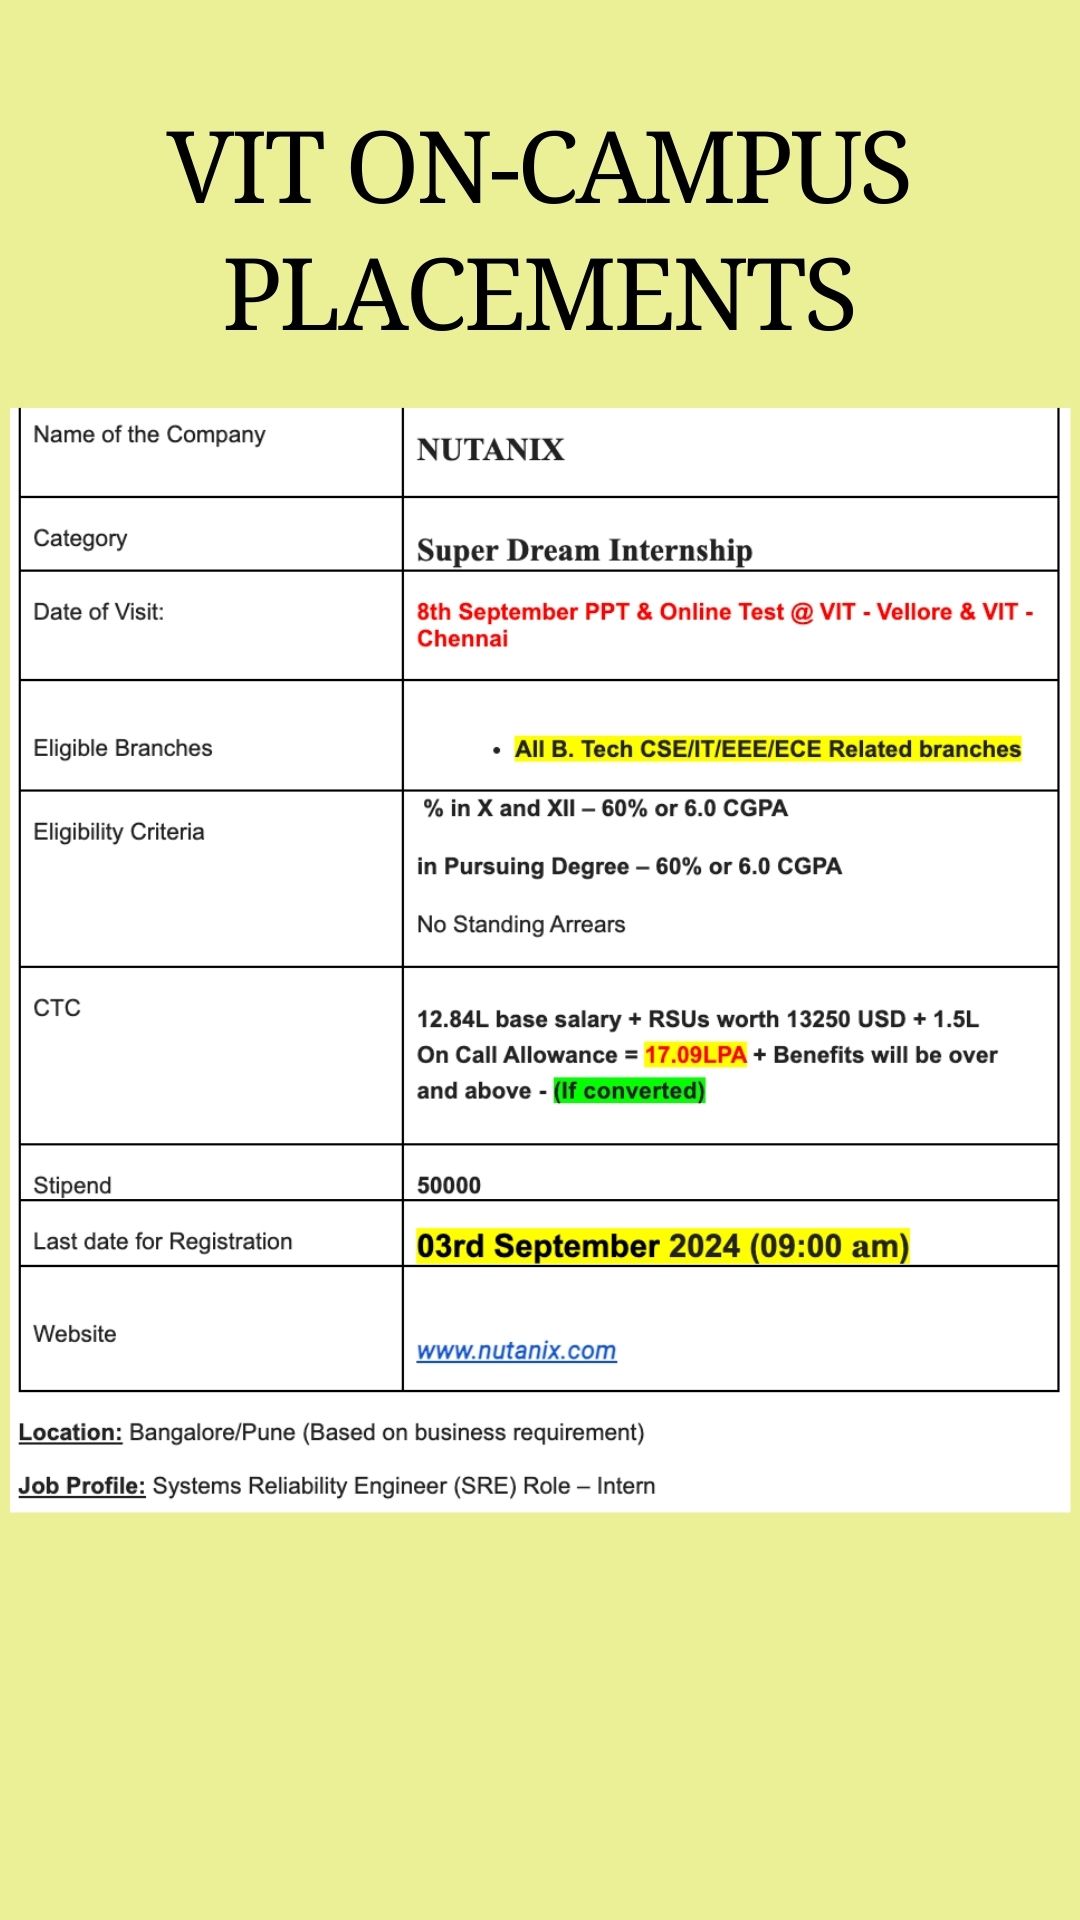 VIT ON-CAMPUS
PLACEMENTS
Name of the Company
NUTANIX
Category
Super Dream Internship
Date of Visit:
8th September PPT & Online Test @ VIT - Vellore & VIT -
Chennai
Eligible Branches
• All B. Tech CSE/IT/EEE/ECE Related branches
Eligibility Criteria
% in X and XII – 60% or 6.0 CGPA
in Pursuing Degree – 60% or 6.0 CGPA
No Standing Arrears
CTC
12.84L base salary + RSUs worth 13250 USD + 1.5L
On Call Allowance = 17.09LPA + Benefits will be over
and above - (If converted)
Stipend
50000
Last date for Registration
03rd September 2024 (09:00 am)
Website
www.nutanix.com
Location: Bangalore/Pune (Based on business requirement)
Job Profile: Systems Reliability Engineer (SRE) Role – Intern